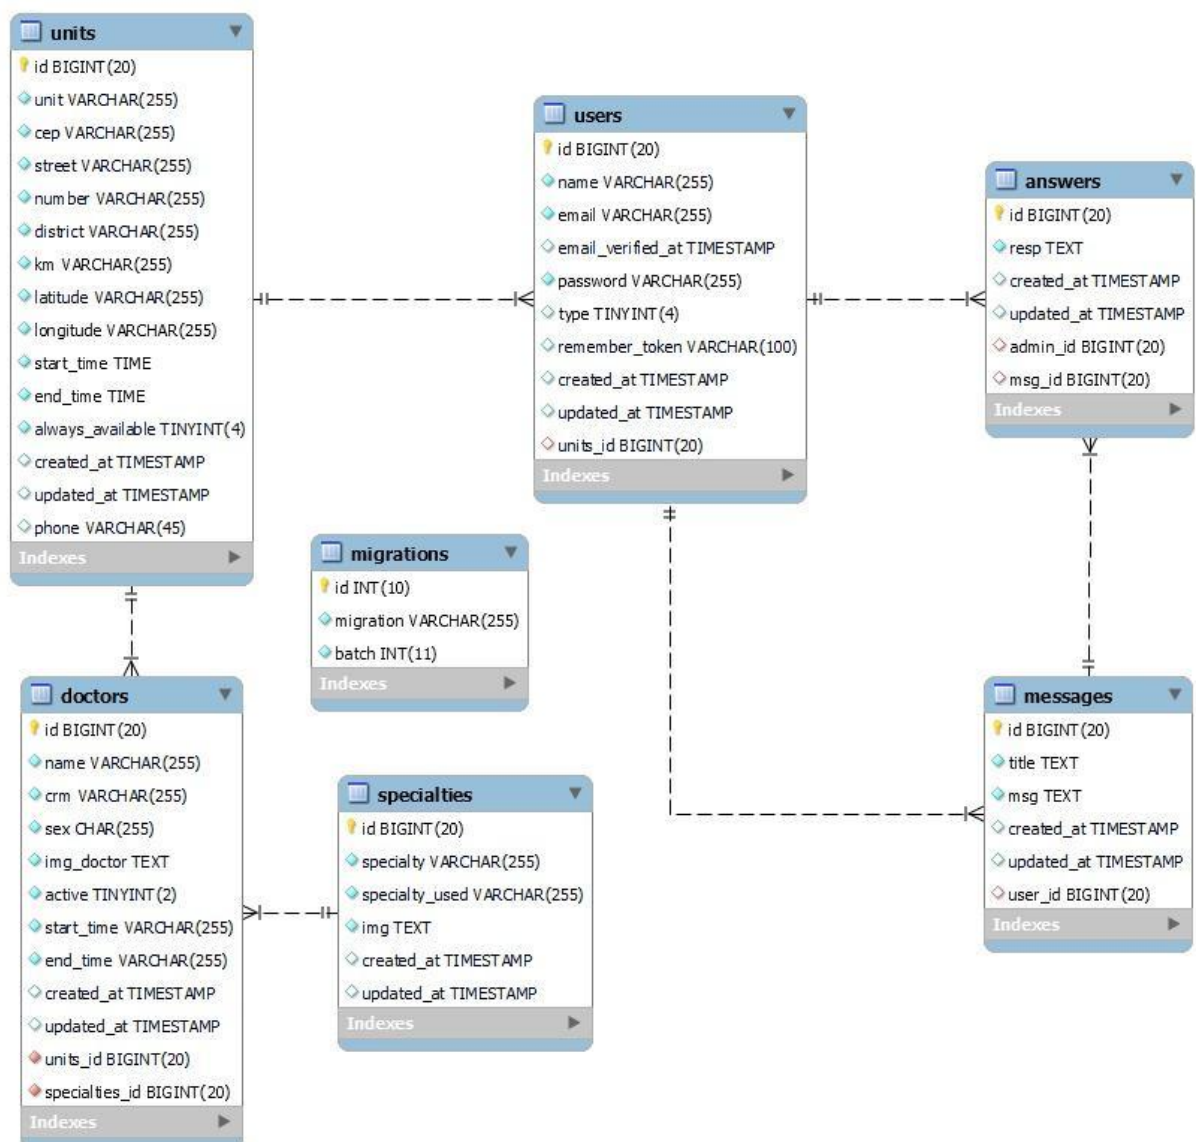 units
id BIGINT(20)
unit VARCHAR(255)
cep VARCHAR(255)
street VARCHAR(255)
number VARCHAR(255)
district VARCHAR(255)
km VARCHAR(255)
latitude VARCHAR(255)
longitude VARCHAR(255)
start_time TIME
end_time TIME
always_available TINYINT(4)
created_at TIMESTAMP
updated_at TIMESTAMP
phone VARCHAR(45)
Indexes
users
id BIGINT(20)
name VARCHAR(255)
email VARCHAR(255)
email_verified_at TIMESTAMP
password VARCHAR(255)
type TINYINT(4)
remember_token VARCHAR(100)
created_at TIMESTAMP
updated_at TIMESTAMP
units_id BIGINT(20)
Indexes
answers
id BIGINT(20)
resp TEXT
created_at TIMESTAMP
updated_at TIMESTAMP
admin_id BIGINT(20)
msg_id BIGINT(20)
Indexes
migrations
id INT(10)
migration VARCHAR(255)
batch INT(11)
Indexes
doctors
id BIGINT(20)
name VARCHAR(255)
crm VARCHAR(255)
sex CHAR(255)
img_doctor TEXT
active TINYINT(2)
start_time VARCHAR(255)
end_time VARCHAR(255)
created_at TIMESTAMP
updated_at TIMESTAMP
units_id BIGINT(20)
specialties_id BIGINT(20)
Indexes
specialties
id BIGINT(20)
specialty VARCHAR(255)
specialty_used VARCHAR(255)
img TEXT
created_at TIMESTAMP
updated_at TIMESTAMP
Indexes
messages
id BIGINT(20)
title TEXT
msg TEXT
created_at TIMESTAMP
updated_at TIMESTAMP
user_id BIGINT(20)
Indexes